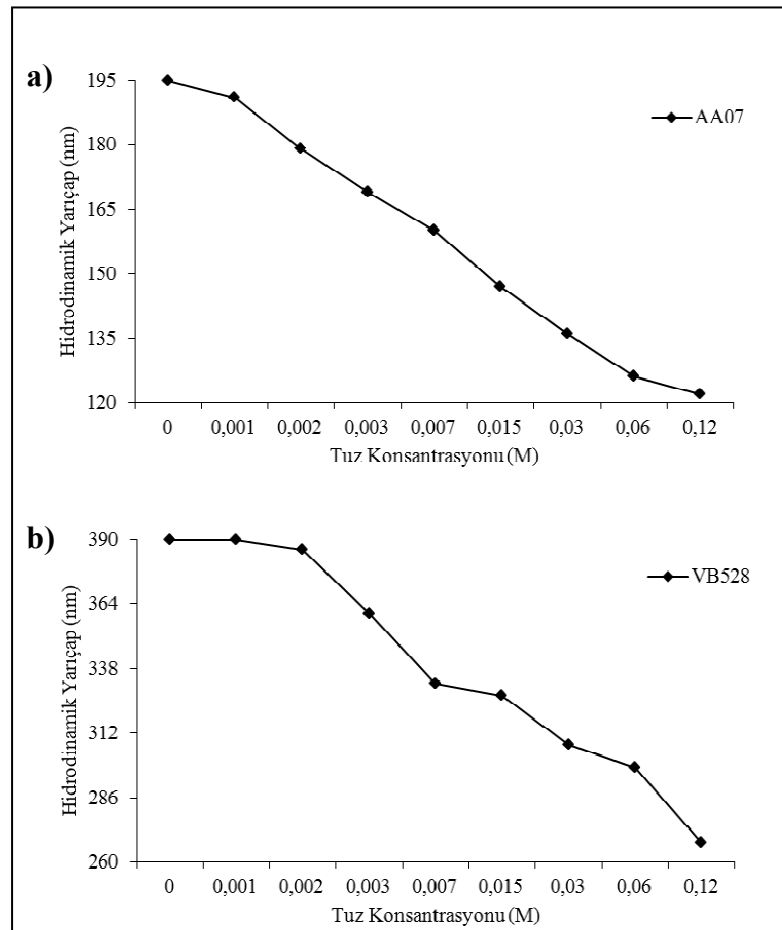 a)
195
180
165
150
135
120
Hidrodinamik Yarıçap (nm)
AA07
0 0,001 0,002 0,003 0,007 0,015 0,03 0,06 0,12
Tuz Konsantrasyonu (M)
b)
390
364
338
312
286
260
Hidrodinamik Yarıçap (nm)
VB528
0 0,001 0,002 0,003 0,007 0,015 0,03 0,06 0,12
Tuz Konsantrasyonu (M)